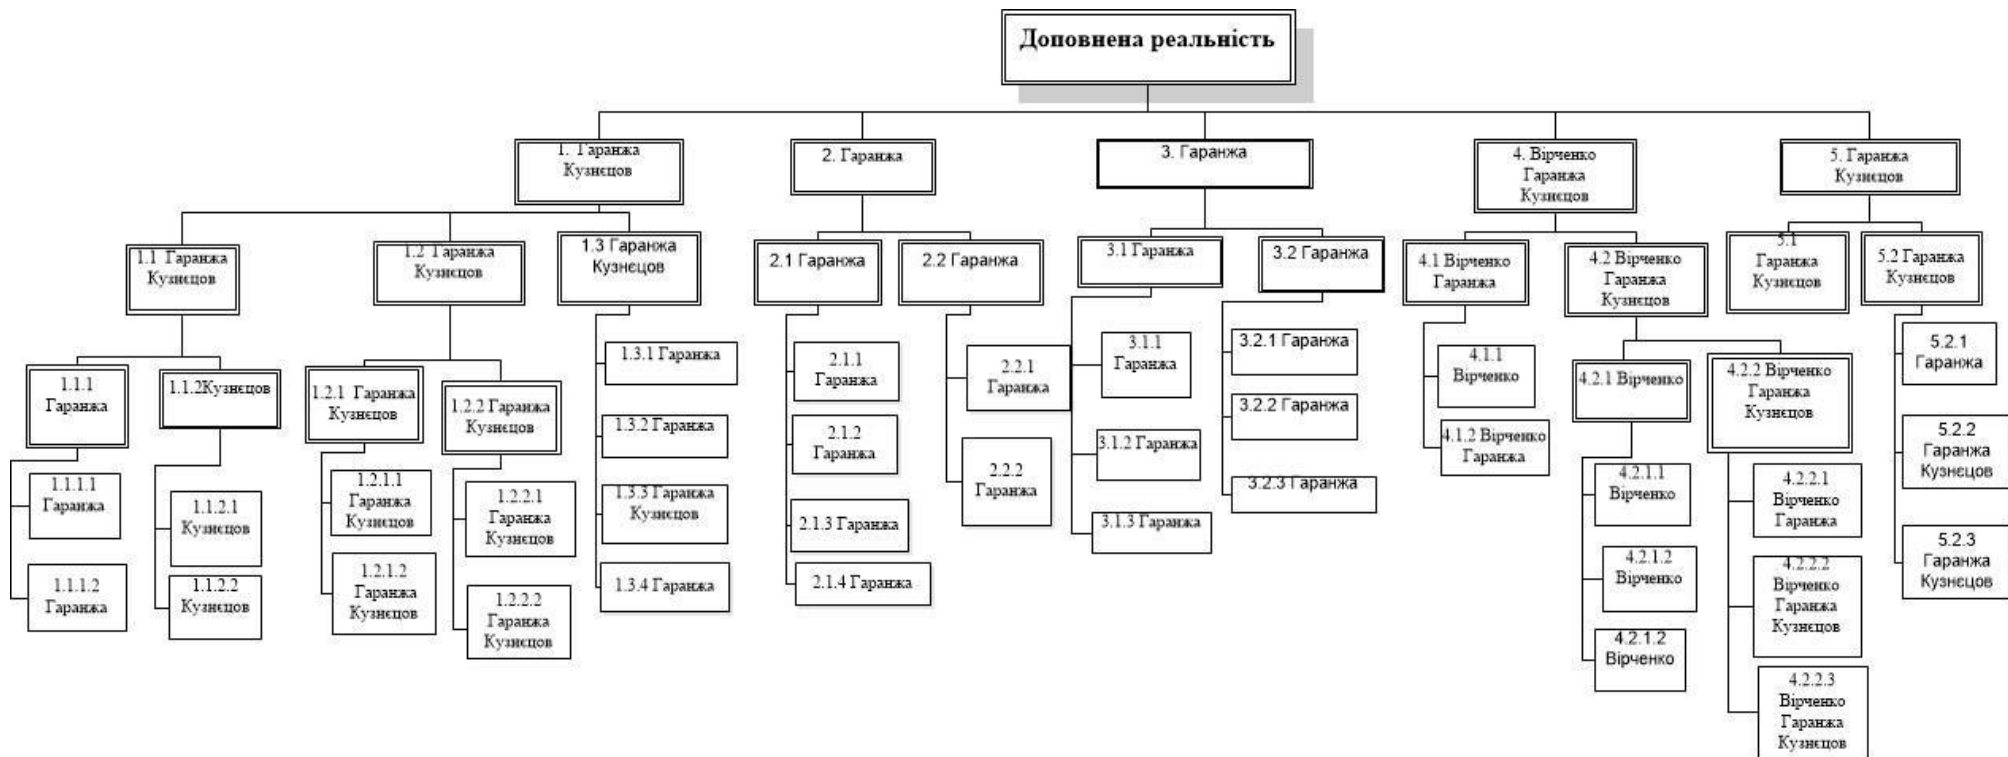 Доповнена реальність
1. Гаранжа
Кузнєцов
2. Гаранжа
3. Гаранжа
4. Вірченко
Гаранжа
Кузнєцов
5. Гаранжа
Кузнєцов
1.1 Гаранжа
Кузнєцов
1.2 Гаранжа
Кузнєцов
1.3 Гаранжа
Кузнєцов
2.1 Гаранжа
2.2 Гаранжа
3.1 Гаранжа
3.2 Гаранжа
4.1 Вірченко
Гаранжа
4.2 Вірченко
Гаранжа
Кузнєцов
5.1
Гаранжа
Кузнєцов
5.2 Гаранжа
Кузнєцов
1.1.1
Гаранжа
1.1.2Кузнєцов
1.2.1 Гаранжа
Кузнєцов
1.2.2 Гаранжа
Кузнєцов
1.3.1 Гаранжа
1.3.2 Гаранжа
1.3.3 Гаранжа
Кузнєцов
1.3.4 Гаранжа
2.1.1
Гаранжа
2.1.2
Гаранжа
2.1.3 Гаранжа
2.1.4 Гаранжа
2.2.1
Гаранжа
2.2.2
Гаранжа
3.1.1
Гаранжа
3.1.2 Гаранжа
3.1.3 Гаранжа
3.2.1 Гаранжа
3.2.2 Гаранжа
3.2.3 Гаранжа
4.1.1
Вірченко
4.1.2 Вірченко
Гаранжа
4.2.1 Вірченко
4.2.2 Вірченко
Гаранжа
Кузнєцов
5.2.1
Гаранжа
5.2.2
Гаранжа
Кузнєцов
5.2.3
Гаранжа
Кузнєцов
1.1.1.1
Гаранжа
1.1.1.2
Гаранжа
1.1.2.1
Кузнєцов
1.1.2.2
Кузнєцов
1.2.1.1
Гаранжа
Кузнєцов
1.2.1.2
Гаранжа
Кузнєцов
1.2.2.1
Гаранжа
Кузнєцов
1.2.2.2
Гаранжа
Кузнєцов
4.2.1.1
Вірченко
4.2.1.2
Вірченко
4.2.1.2
Вірченко
4.2.2.1
Вірченко
Гаранжа
4.2.2.2
Вірченко
Гаранжа
Кузнєцов
4.2.2.3
Вірченко
Гаранжа
Кузнєцов